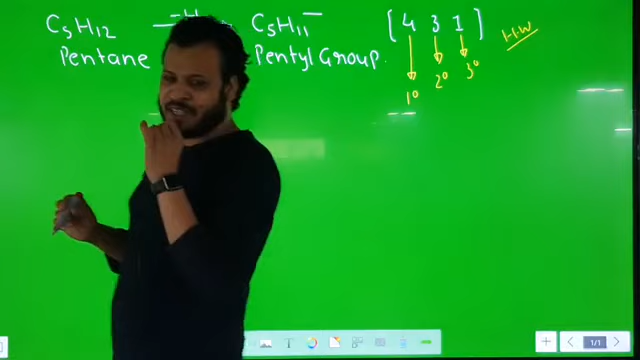 C₅H₁₂ —H C₅H₁₁— [ 4 3 1 ] H.W
Pentane Pentyl Group. 1° 2° 3°
1/1